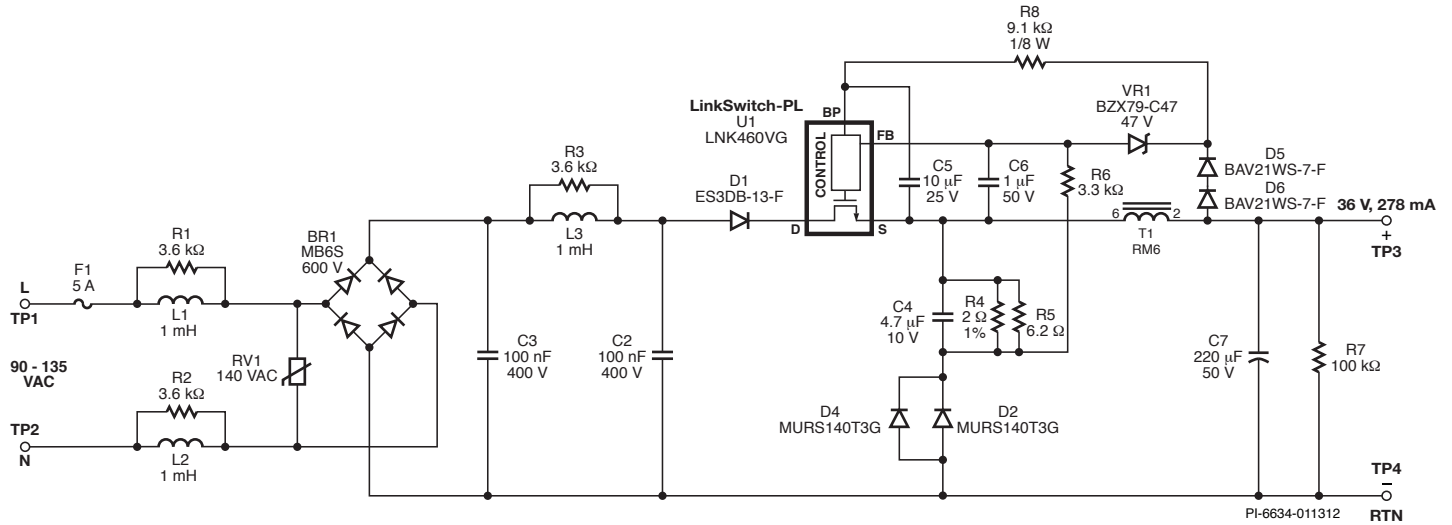 R8
9.1 kΩ
1/8 W
LinkSwitch-PL
U1
LNK460VG
BP
FB
CONTROL
D
S
VR1
BZX79-C47
47 V
R3
3.6 kΩ
L3
1 mH
D1
ES3DB-13-F
C5
10 µF
25 V
C6
1 µF
50 V
R6
3.3 kΩ
D5
BAV21WS-7-F
D6
BAV21WS-7-F
6
2
T1
RM6
36 V, 278 mA
+
TP3
R1
3.6 kΩ
F1
5 A
L
TP1
L1
1 mH
BR1
MB6S
600 V
90 - 135
VAC
RV1
140 VAC
R2
3.6 kΩ
TP2
N
L2
1 mH
C3
100 nF
400 V
C2
100 nF
400 V
C4
4.7 µF
10 V
R4
2 Ω
1%
R5
6.2 Ω
D4
MURS140T3G
D2
MURS140T3G
C7
220 µF
50 V
R7
100 kΩ
TP4
−
RTN
PI-6634-011312